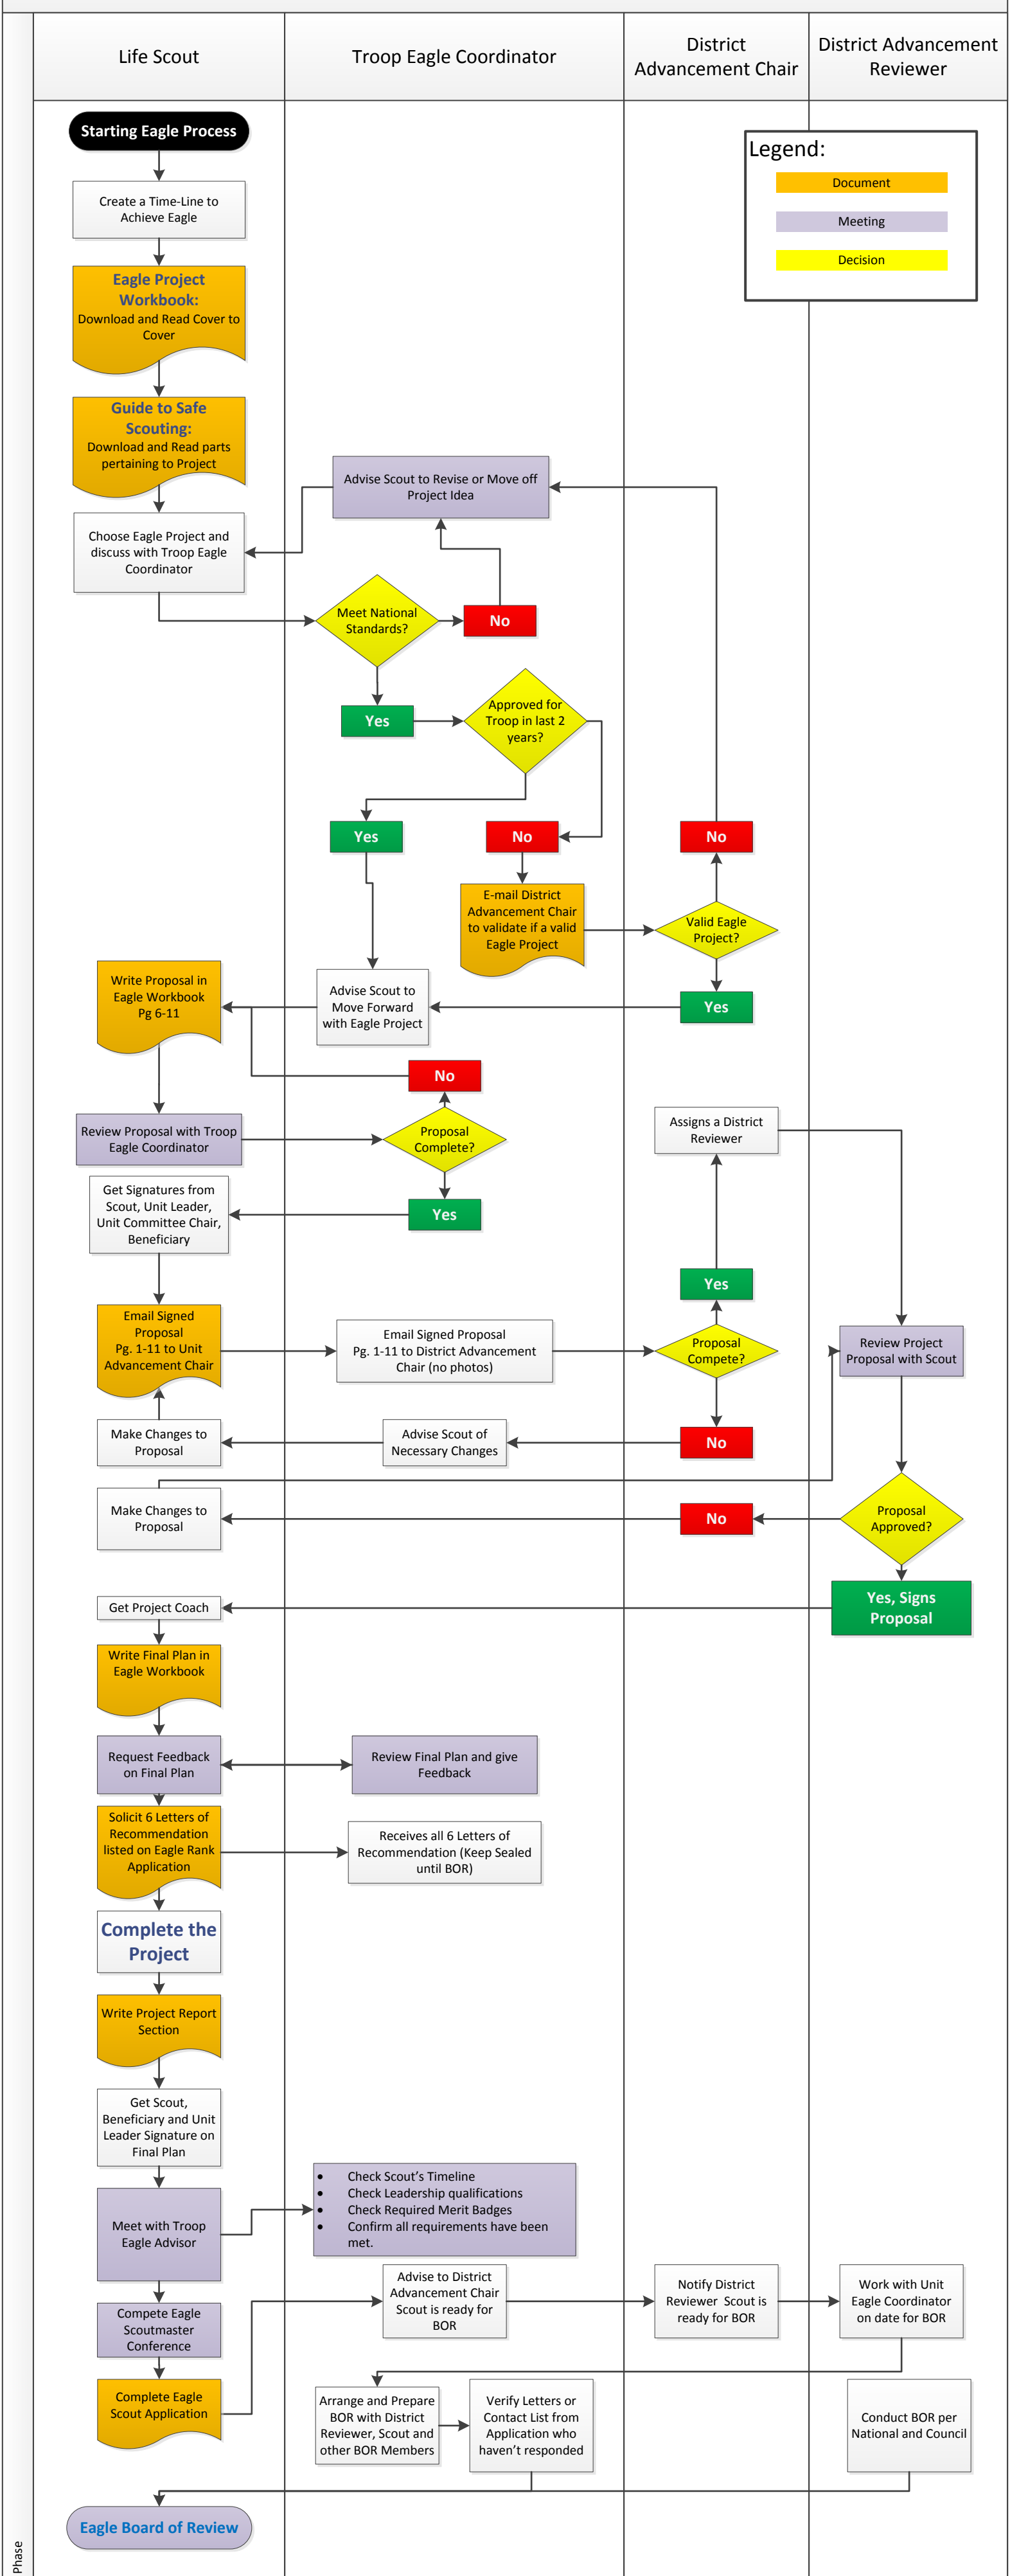 Life Scout
Troop Eagle Coordinator
District
Advancement Chair
District Advancement
Reviewer
Starting Eagle Process
Legend:
Document
Meeting
Decision
Create a Time-Line to
Achieve Eagle
Eagle Project
Workbook:
Download and Read Cover to
Cover
Guide to Safe
Scouting:
Download and Read parts
pertaining to Project
Advise Scout to Revise or Move off
Project Idea
Choose Eagle Project and
discuss with Troop Eagle
Coordinator
Meet National
Standards?
No
Yes
Approved for
Troop in last 2
years?
Yes
No
No
E-mail District
Advancement Chair
to validate if a valid
Eagle Project
Valid Eagle
Project?
Write Proposal in
Eagle Workbook
Pg 6-11
Advise Scout to
Move Forward
with Eagle Project
Yes
No
Review Proposal with Troop
Eagle Coordinator
Proposal
Complete?
Assigns a District
Reviewer
Get Signatures from
Scout, Unit Leader,
Unit Committee Chair,
Beneficiary
Yes
Yes
Email Signed
Proposal
Pg. 1-11 to Unit
Advancement Chair
Email Signed Proposal
Pg. 1-11 to District Advancement
Chair (no photos)
Proposal
Compete?
Review Project
Proposal with Scout
Make Changes to
Proposal
Advise Scout of
Necessary Changes
No
Make Changes to
Proposal
No
Proposal
Approved?
Get Project Coach
Yes, Signs
Proposal
Write Final Plan in
Eagle Workbook
Request Feedback
on Final Plan
Review Final Plan and give
Feedback
Solicit 6 Letters of
Recommendation
listed on Eagle Rank
Application
Receives all 6 Letters of
Recommendation (Keep Sealed
until BOR)
Complete the
Project
Write Project Report
Section
Get Scout,
Beneficiary and Unit
Leader Signature on
Final Plan
Meet with Troop
Eagle Advisor
• Check Scout's Timeline
• Check Leadership qualifications
• Check Required Merit Badges
• Confirm all requirements have been
met.
Compete Eagle
Scoutmaster
Conference
Advise to District
Advancement Chair
Scout is ready for
BOR
Notify District
Reviewer Scout is
ready for BOR
Work with Unit
Eagle Coordinator
on date for BOR
Complete Eagle
Scout Application
Arrange and Prepare
BOR with District
Reviewer, Scout and
other BOR Members
Verify Letters or
Contact List from
Application who
haven't responded
Conduct BOR per
National and Council
Eagle Board of Review
Phase